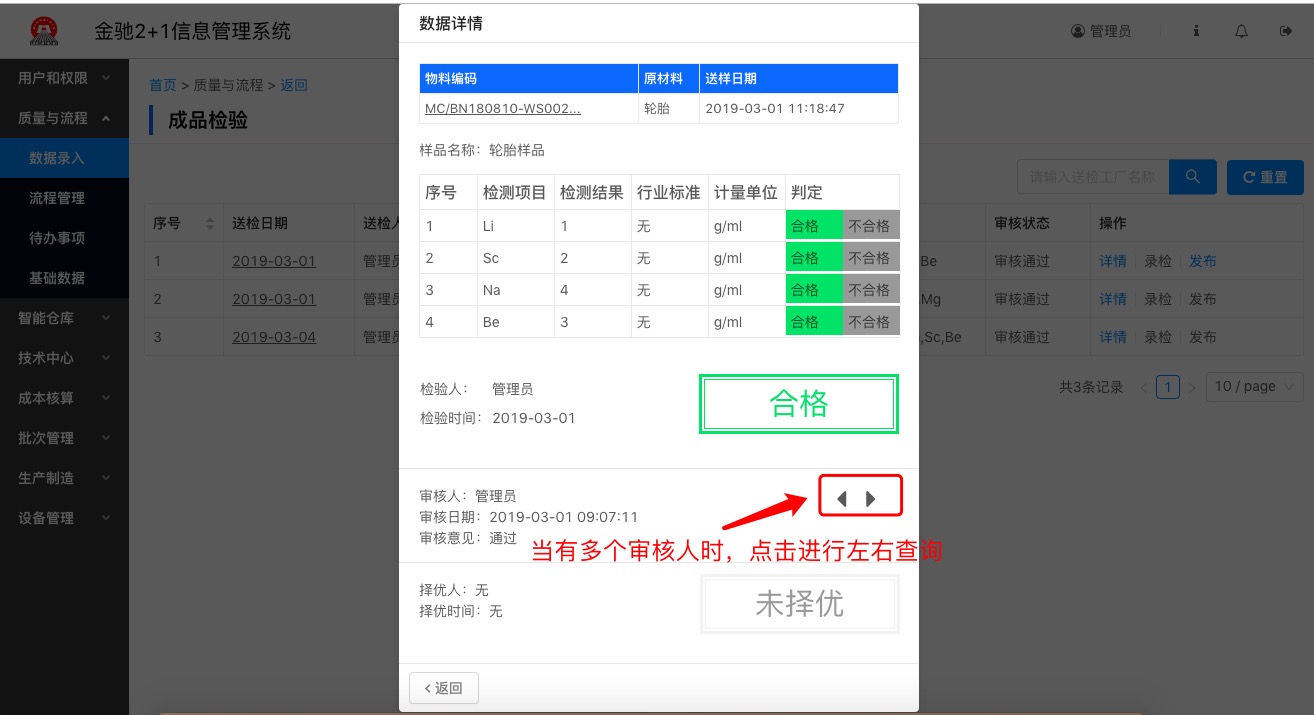 金驰2+1信息管理系统
管理员
用户和权限
质量与流程
数据录入
流程管理
待办事项
基础数据
智能仓库
技术中心
成本核算
批次管理
生产制造
设备管理
首页 > 质量与流程 > 返回
成品检验
请输入送检工厂名称
重置
序号 送检日期 送检人 审核状态 操作
1 2019-03-01 管理员 Be 审核通过 详情 录检 发布
2 2019-03-01 管理员 Mg 审核通过 详情 录检 发布
3 2019-03-04 管理员 ,Sc,Be 审核通过 详情 录检 发布
共3条记录 < 1 > 10 / page
数据详情
物料编码 原材料 送样日期
MC/BN180810-WS002... 轮胎 2019-03-01 11:18:47
样品名称：轮胎样品
序号 检测项目 检测结果 行业标准 计量单位 判定
1 Li 1 无 g/ml 合格 不合格
2 Sc 2 无 g/ml 合格 不合格
3 Na 4 无 g/ml 合格 不合格
4 Be 3 无 g/ml 合格 不合格
检验人： 管理员
检验时间： 2019-03-01
合格
审核人：管理员
审核日期：2019-03-01 09:07:11
审核意见：通过
当有多个审核人时，点击进行左右查询
择优人：无
择优时间：无
未择优
返回